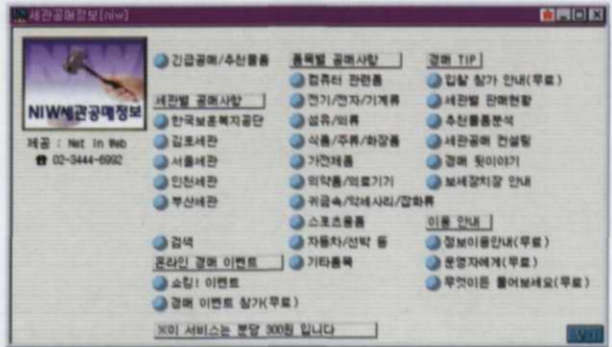 세관공매정보(niw)
NIW세관공매정보
제공 : Net In Web
☎ 02-3444-6992
긴급공매/추천물품
세관별 공매사항
한국보훈복지공단
김포세관
서울세관
인천세관
부산세관
검색
온라인 경매 이벤트
쇼킹! 이벤트
경매 이벤트 참가(무료)
※이 서비스는 분당 300원 입니다
품목별 공매사항
컴퓨터 관련품
전기/전자/기계류
섬유/의류
식품/주류/화장품
가전제품
의약품/의료기기
귀금속/악세사리/잡화류
스포츠용품
자동차/선박 등
기타품목
경매 TIP
입찰 참가 안내(무료)
세관별 판매현황
추천물품분석
세관공매 컨설팅
경매 뒷이야기
보세장치장 안내
이용 안내
정보이용안내(무료)
운영자에게(무료)
무엇이든 물어보세요(무료)